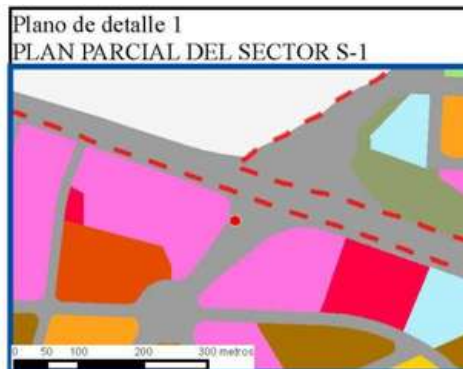 Plano de detalle 1
PLAN PARCIAL DEL SECTOR S-1
0 50 100 200 300 metros